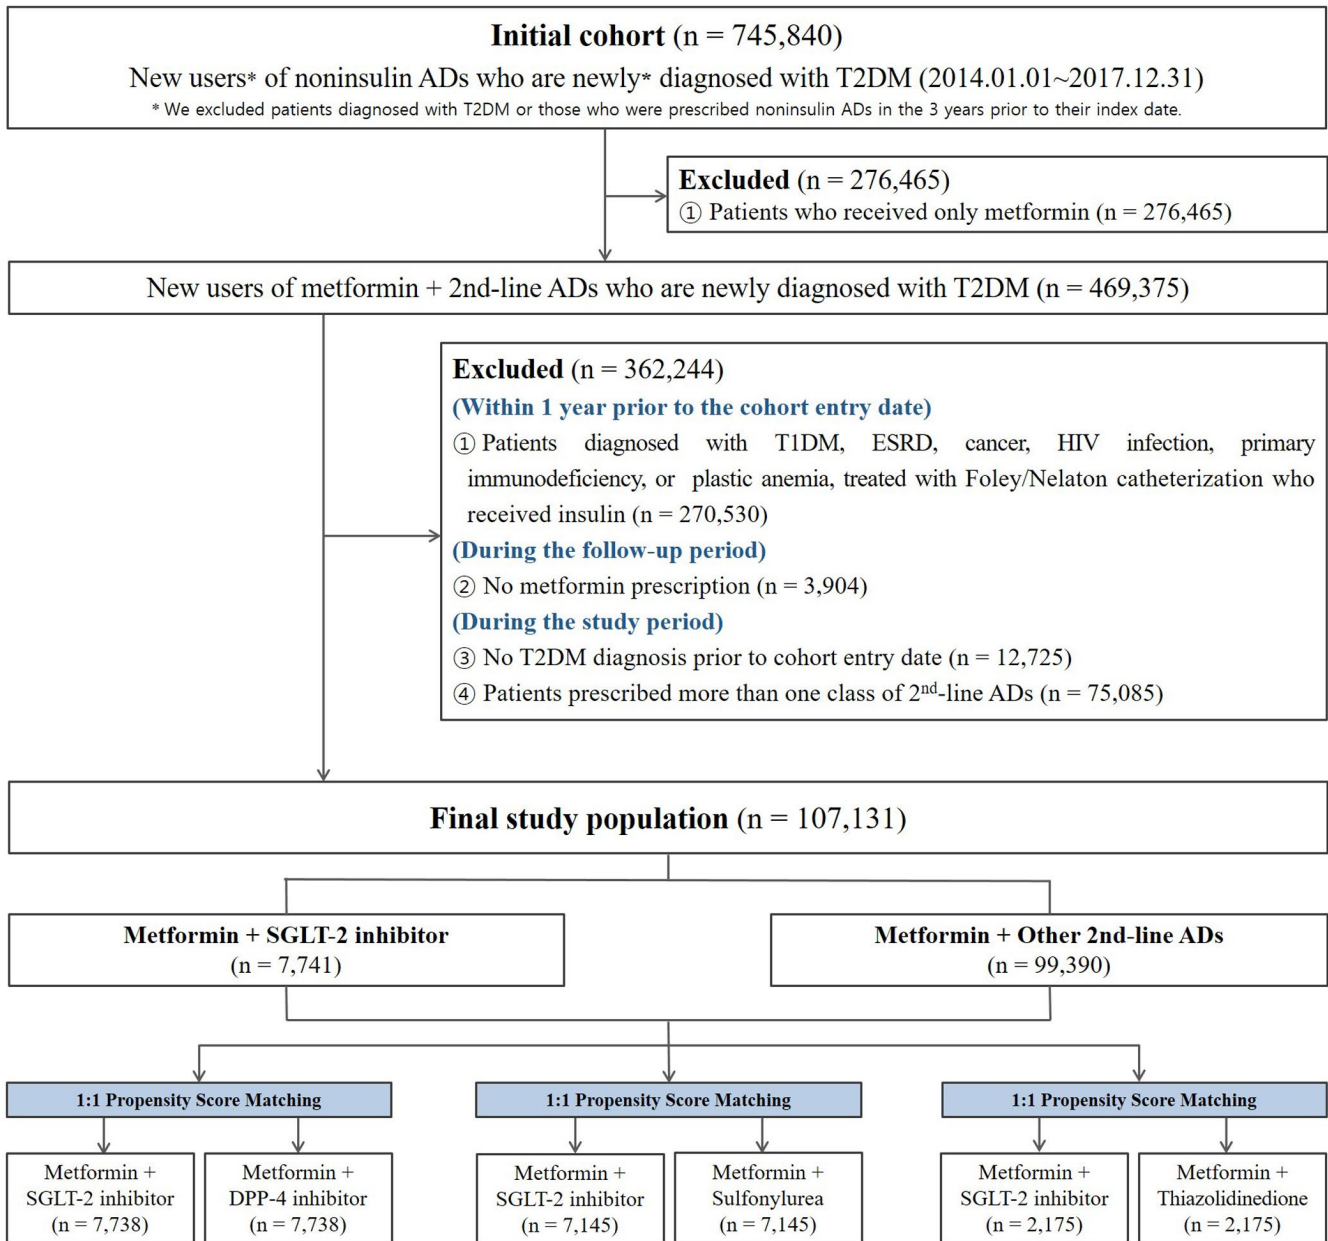 Initial cohort (n = 745,840)
New users* of noninsulin ADs who are newly* diagnosed with T2DM (2014.01.01~2017.12.31)
* We excluded patients diagnosed with T2DM or those who were prescribed noninsulin ADs in the 3 years prior to their index date.
Excluded (n = 276,465)
① Patients who received only metformin (n = 276,465)
New users of metformin + 2nd-line ADs who are newly diagnosed with T2DM (n = 469,375)
Excluded (n = 362,244)
(Within 1 year prior to the cohort entry date)
① Patients diagnosed with T1DM, ESRD, cancer, HIV infection, primary
immunodeficiency, or plastic anemia, treated with Foley/Nelaton catheterization who
received insulin (n = 270,530)
(During the follow-up period)
② No metformin prescription (n = 3,904)
(During the study period)
③ No T2DM diagnosis prior to cohort entry date (n = 12,725)
④ Patients prescribed more than one class of 2nd-line ADs (n = 75,085)
Final study population (n = 107,131)
Metformin + SGLT-2 inhibitor
(n = 7,741)
Metformin + Other 2nd-line ADs
(n = 99,390)
1:1 Propensity Score Matching
1:1 Propensity Score Matching
1:1 Propensity Score Matching
Metformin +
SGLT-2 inhibitor
(n = 7,738)
Metformin +
DPP-4 inhibitor
(n = 7,738)
Metformin +
SGLT-2 inhibitor
(n = 7,145)
Metformin +
Sulfonylurea
(n = 7,145)
Metformin +
SGLT-2 inhibitor
(n = 2,175)
Metformin +
Thiazolidinedione
(n = 2,175)